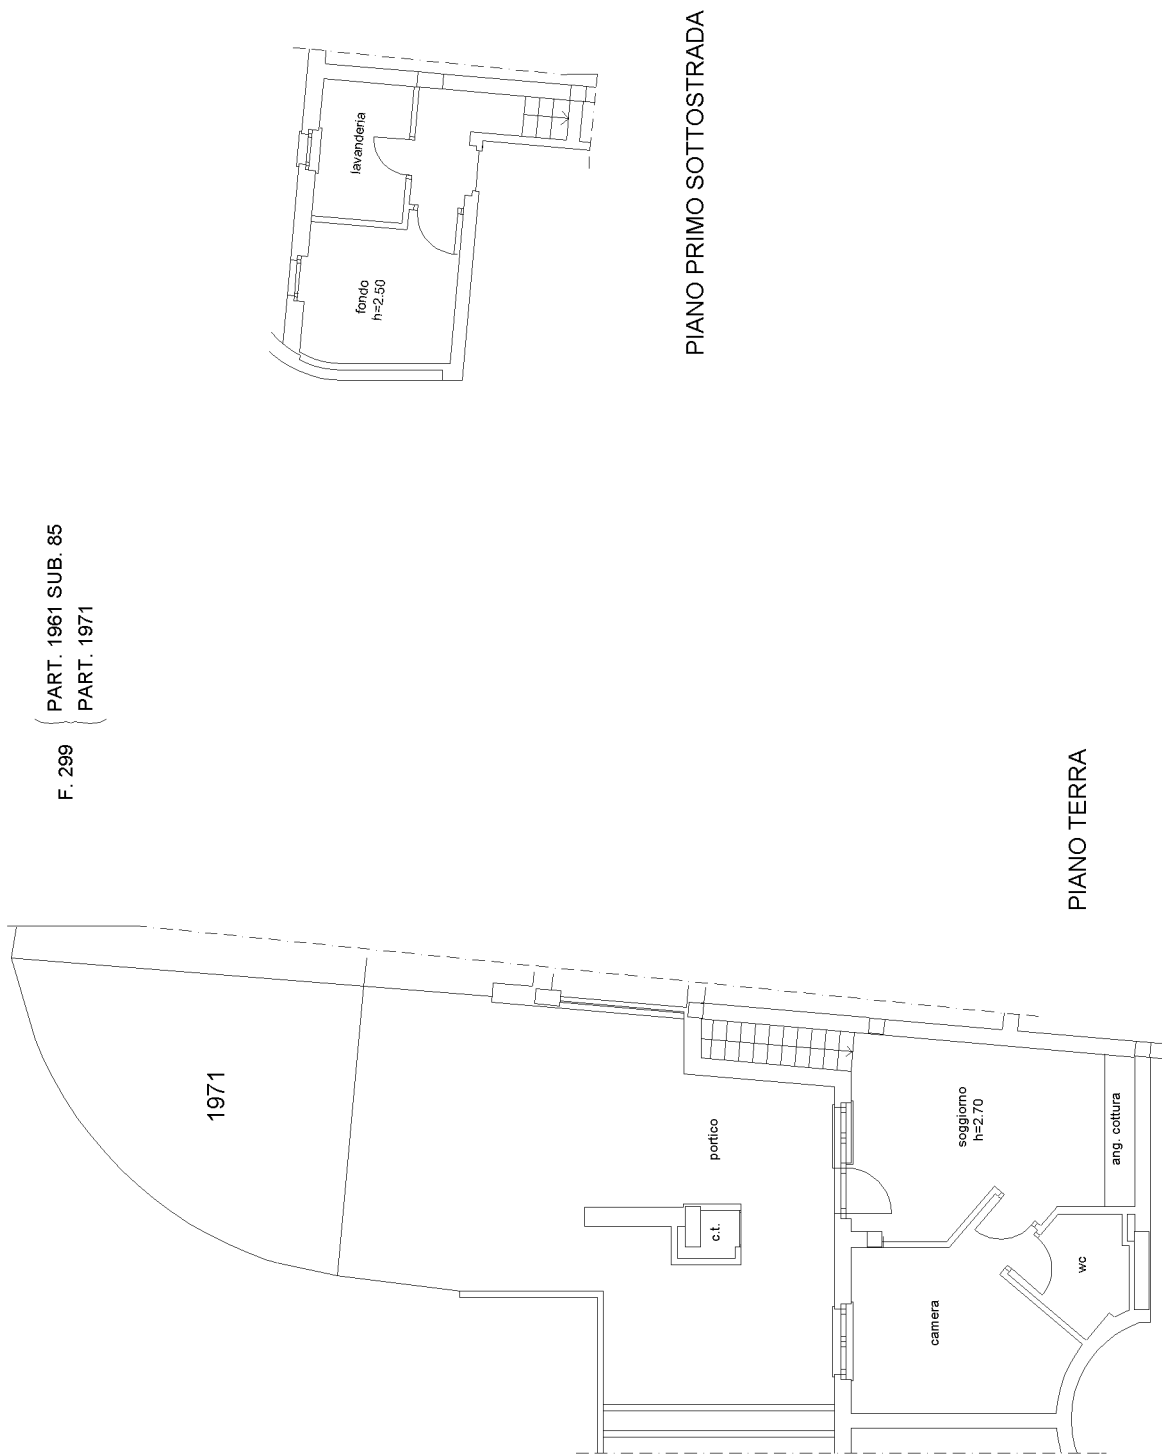 F. 299
PART. 1961 SUB. 85
PART. 1971
lavanderia
fondo
h=2.50
PIANO PRIMO SOTTOSTRADA
1971
portico
c.t.
soggiorno
h=2.70
ang. cottura
camera
wc
PIANO TERRA